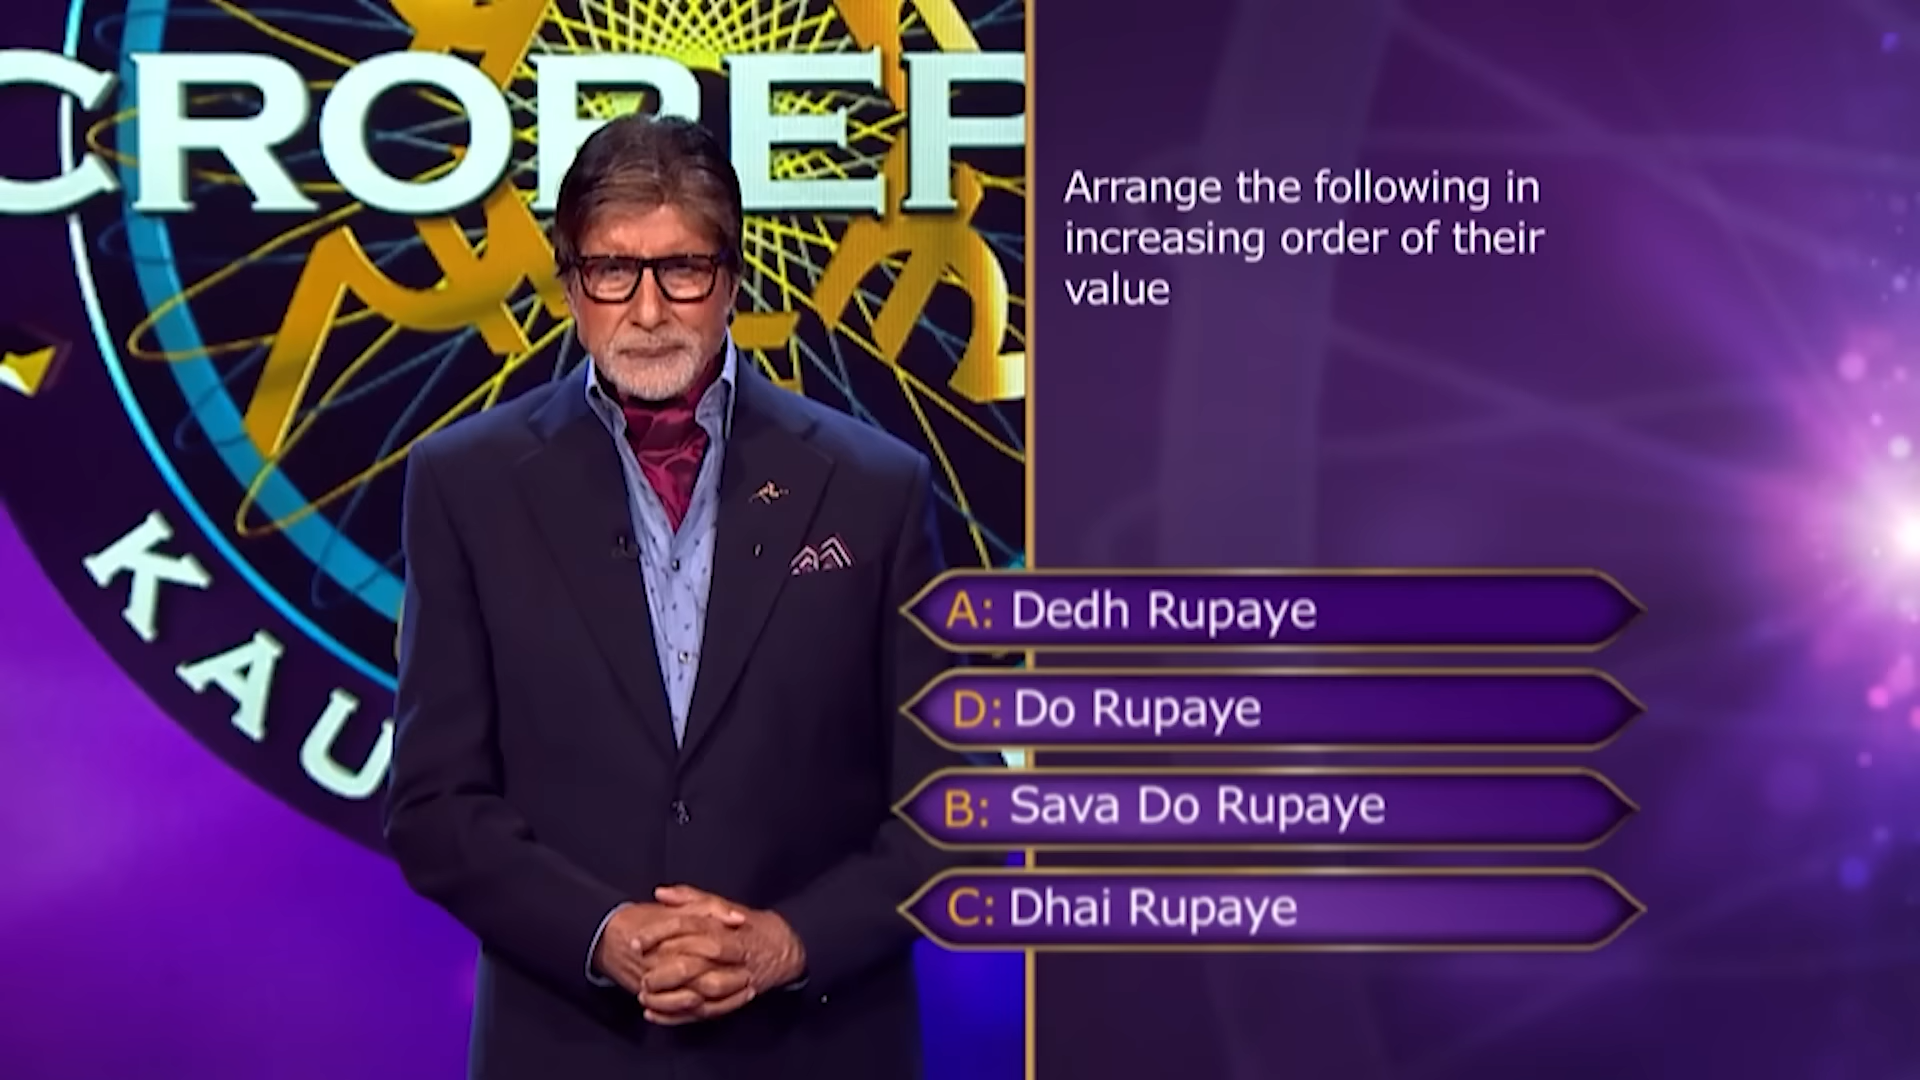 CROREP
KAU
Arrange the following in
increasing order of their
value
A: Dedh Rupaye
D: Do Rupaye
B: Sava Do Rupaye
C: Dhai Rupaye